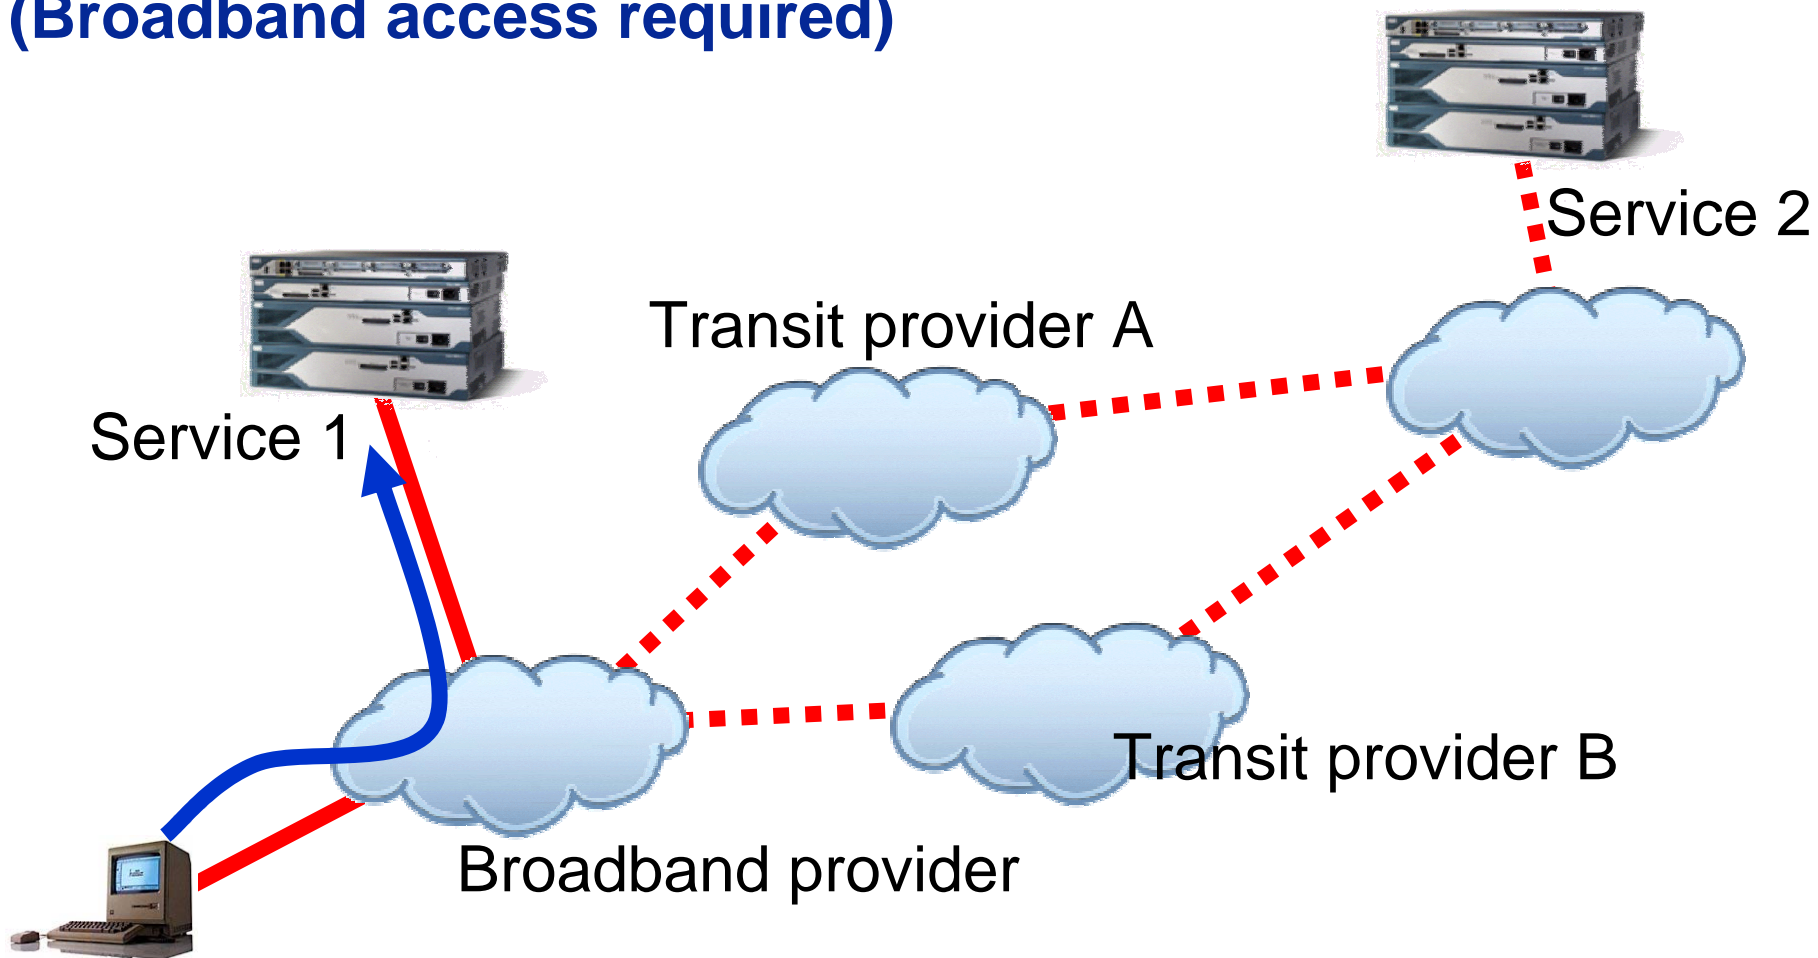 (Broadband access required)
Service 2
Transit provider A
Service 1
Transit provider B
Broadband provider